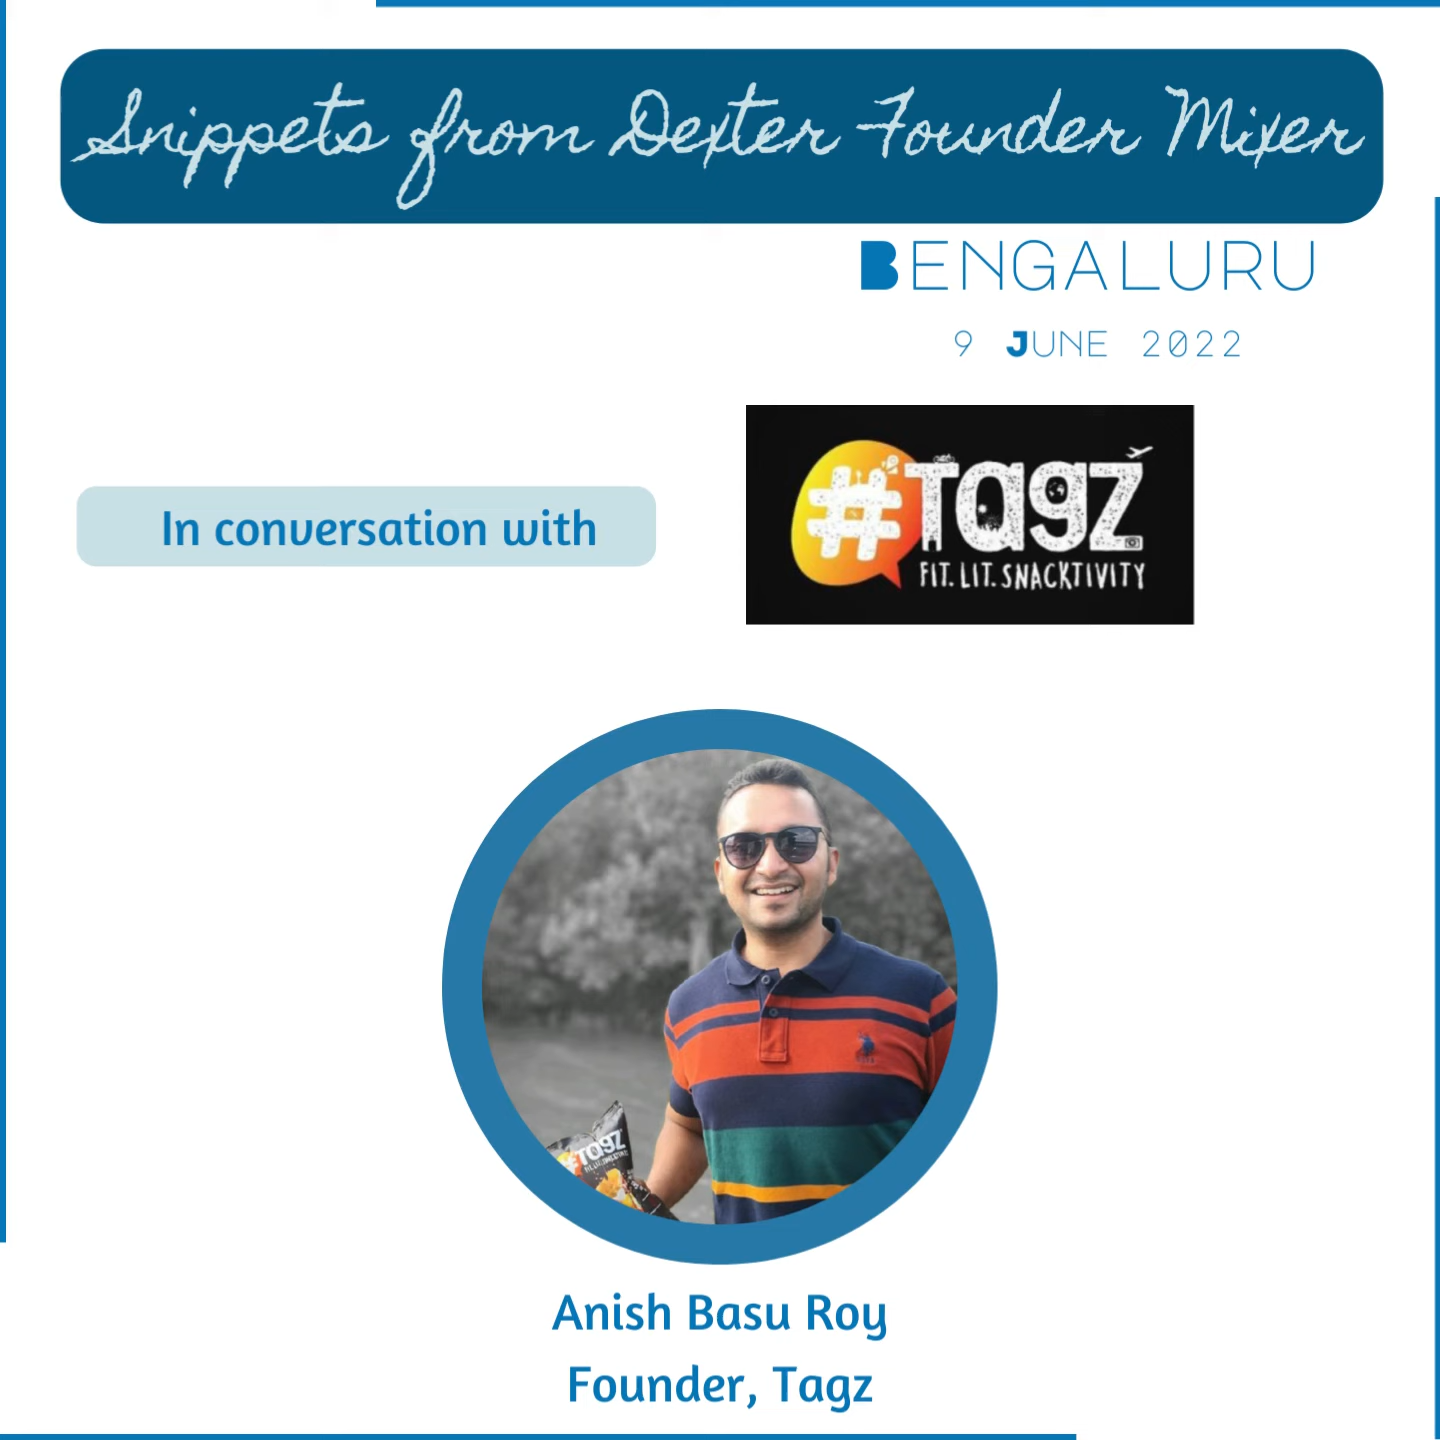 Snippets from Dexter Founder Mixer
BENGALURU
9 JUNE 2022
#Tagz
FIT. LIT. SNACKTIVITY
In conversation with
#TagZ
Anish Basu Roy
Founder, Tagz